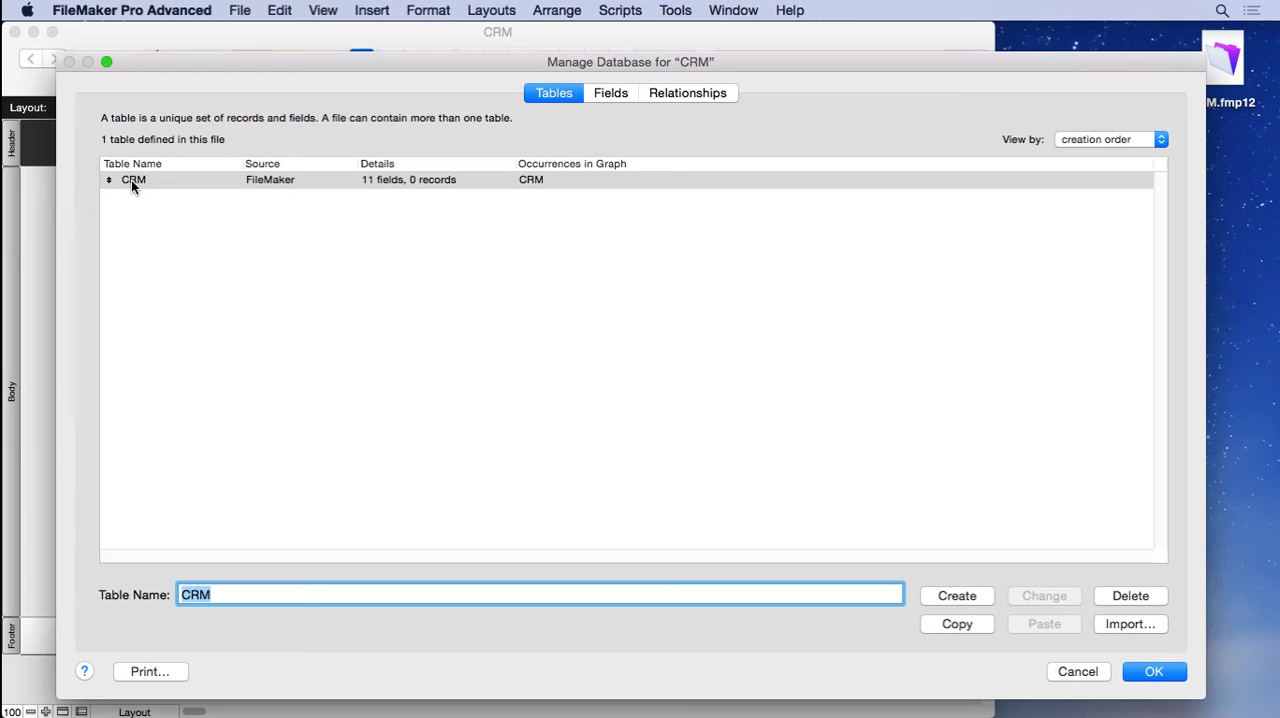 FileMaker Pro Advanced File Edit View Insert Format Layouts Arrange Scripts Tools Window Help
CRM
Manage Database for “CRM”
Layout:
Tables Fields Relationships
M.fmp12
A table is a unique set of records and fields. A file can contain more than one table.
1 table defined in this file
View by: creation order
Header
Table Name Source Details Occurrences in Graph
CRM FileMaker 11 fields, 0 records CRM
Body
Table Name: CRM
Create Change Delete
Copy Paste Import...
Footer
? Print... Cancel OK
100 Layout